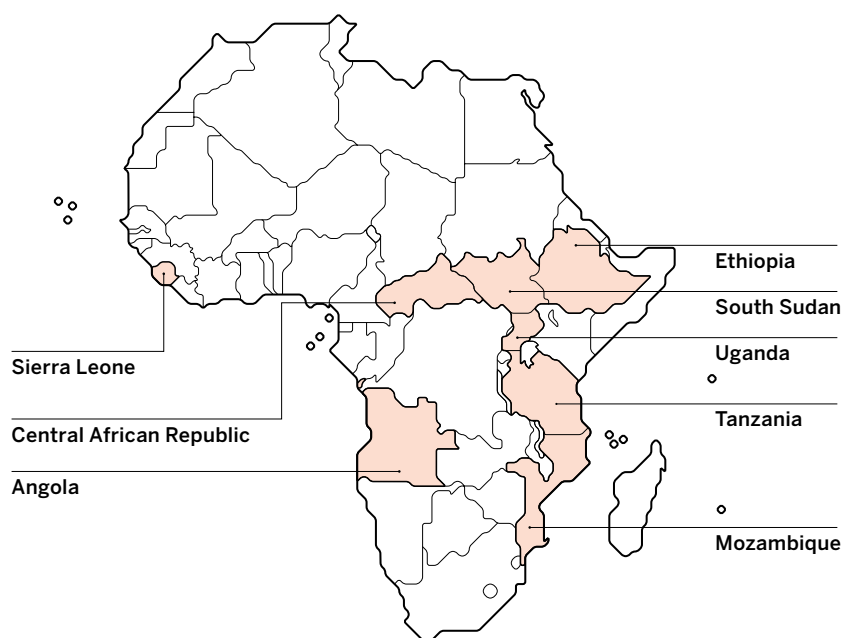 Ethiopia
South Sudan
Uganda
Sierra Leone
Tanzania
Central African Republic
Angola
Mozambique